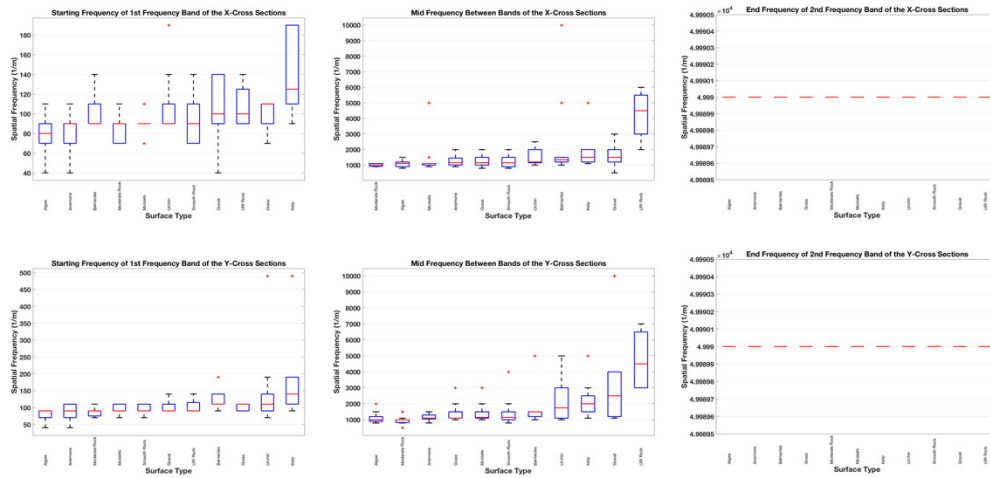 Starting Frequency of 1st Frequency Band of the X-Cross Sections
Spatial Frequency (1/m)
180
160
140
120
100
80
60
40
Algae
Anemone
Barnacles
Moderate Rock
Mussels
Urchin
Smooth Rock
Gravel
UW Rock
Grass
Kelp
Surface Type
Mid Frequency Between Bands of the X-Cross Sections
Spatial Frequency (1/m)
10000
9000
8000
7000
6000
5000
4000
3000
2000
1000
Moderate Rock
Algae
Mussels
Anemone
Grass
Smooth Rock
Urchin
Barnacles
Kelp
Gravel
UW Rock
Surface Type
End Frequency of 2nd Frequency Band of the X-Cross Sections
×10⁴
Spatial Frequency (1/m)
4.99905
4.99904
4.99903
4.99902
4.99901
4.999
4.99899
4.99898
4.99897
4.99896
4.99895
Algae
Anemone
Barnacles
Grass
Moderate Rock
Mussels
Kelp
Urchin
Smooth Rock
Gravel
UW Rock
Surface Type
Starting Frequency of 1st Frequency Band of the Y-Cross Sections
Spatial Frequency (1/m)
500
450
400
350
300
250
200
150
100
50
Algae
Anemone
Moderate Rock
Mussels
Smooth Rock
Gravel
UW Rock
Barnacles
Grass
Urchin
Kelp
Surface Type
Mid Frequency Between Bands of the Y-Cross Sections
Spatial Frequency (1/m)
10000
9000
8000
7000
6000
5000
4000
3000
2000
1000
Algae
Moderate Rock
Anemone
Grass
Mussels
Smooth Rock
Barnacles
Urchin
Kelp
Gravel
UW Rock
Surface Type
End Frequency of 2nd Frequency Band of the Y-Cross Sections
×10⁴
Spatial Frequency (1/m)
4.99905
4.99904
4.99903
4.99902
4.99901
4.999
4.99899
4.99898
4.99897
4.99896
4.99895
Algae
Anemone
Barnacles
Grass
Moderate Rock
Mussels
Kelp
Urchin
Smooth Rock
Gravel
UW Rock
Surface Type